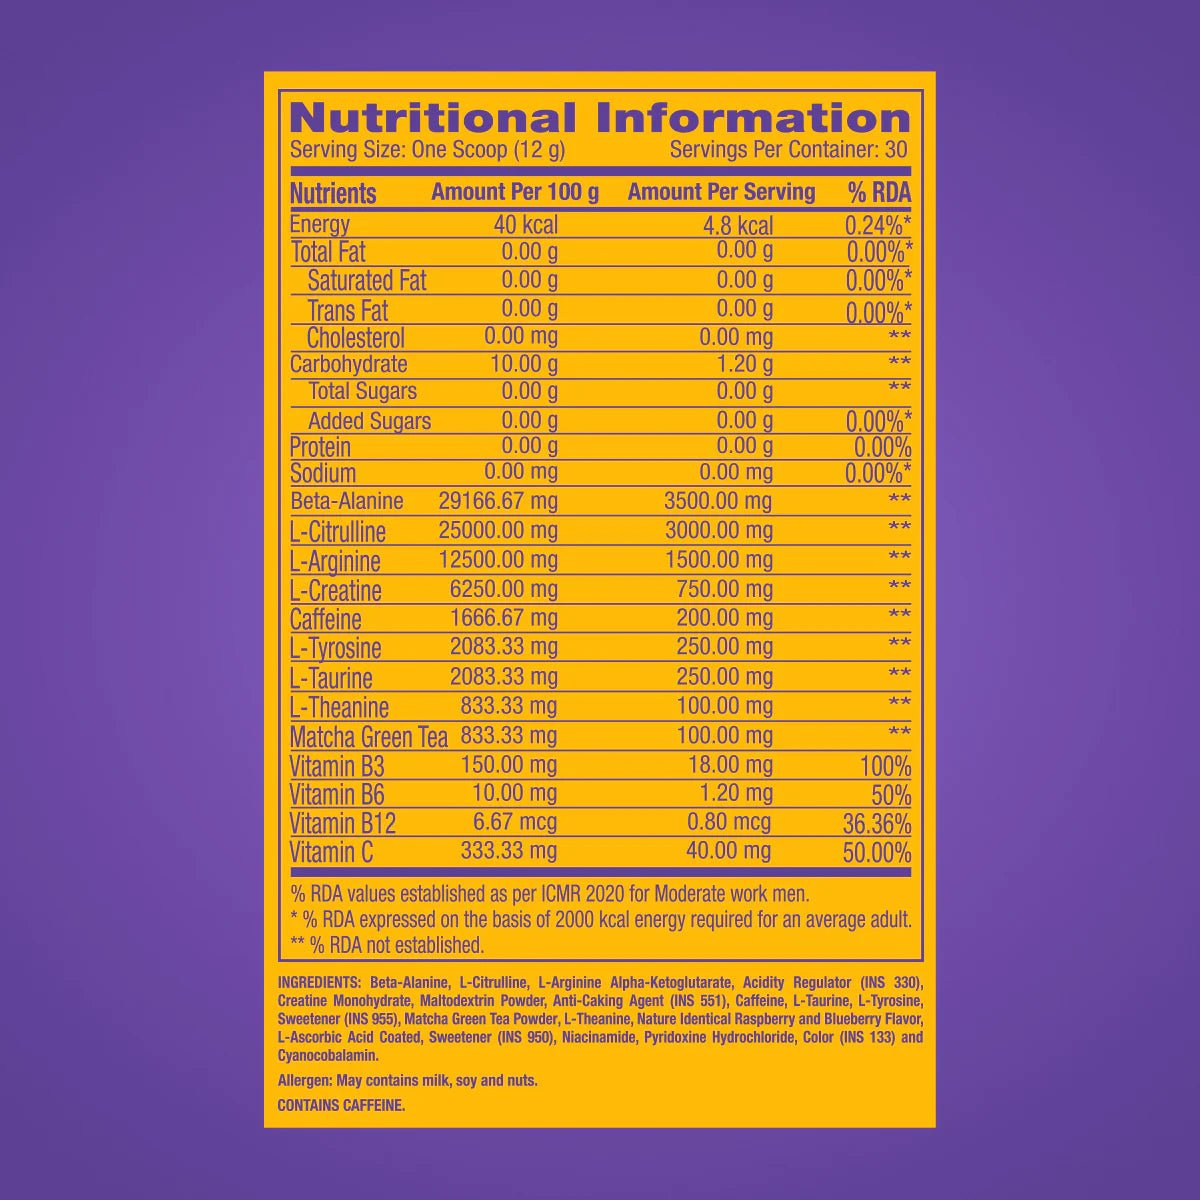 Nutritional Information
Serving Size: One Scoop (12 g) Servings Per Container: 30
Nutrients Amount Per 100 g Amount Per Serving % RDA
Energy 40 kcal 4.8 kcal 0.24%*
Total Fat 0.00 g 0.00 g 0.00%*
Saturated Fat 0.00 g 0.00 g 0.00%*
Trans Fat 0.00 g 0.00 g 0.00%*
Cholesterol 0.00 mg 0.00 mg **
Carbohydrate 10.00 g 1.20 g **
Total Sugars 0.00 g 0.00 g **
Added Sugars 0.00 g 0.00 g 0.00%*
Protein 0.00 g 0.00 g 0.00%
Sodium 0.00 mg 0.00 mg 0.00%*
Beta-Alanine 29166.67 mg 3500.00 mg **
L-Citrulline 25000.00 mg 3000.00 mg **
L-Arginine 12500.00 mg 1500.00 mg **
L-Creatine 6250.00 mg 750.00 mg **
Caffeine 1666.67 mg 200.00 mg **
L-Tyrosine 2083.33 mg 250.00 mg **
L-Taurine 2083.33 mg 250.00 mg **
L-Theanine 833.33 mg 100.00 mg **
Matcha Green Tea 833.33 mg 100.00 mg **
Vitamin B3 150.00 mg 18.00 mg 100%
Vitamin B6 10.00 mg 1.20 mg 50%
Vitamin B12 6.67 mcg 0.80 mcg 36.36%
Vitamin C 333.33 mg 40.00 mg 50.00%
% RDA values established as per ICMR 2020 for Moderate work men.
* % RDA expressed on the basis of 2000 kcal energy required for an average adult.
** % RDA not established.
INGREDIENTS: Beta-Alanine, L-Citrulline, L-Arginine Alpha-Ketoglutarate, Acidity Regulator (INS 330),
Creatine Monohydrate, Maltodextrin Powder, Anti-Caking Agent (INS 551), Caffeine, L-Taurine, L-Tyrosine,
Sweetener (INS 955), Matcha Green Tea Powder, L-Theanine, Nature Identical Raspberry and Blueberry Flavor,
L-Ascorbic Acid Coated, Sweetener (INS 950), Niacinamide, Pyridoxine Hydrochloride, Color (INS 133) and
Cyanocobalamin.
Allergen: May contains milk, soy and nuts.
CONTAINS CAFFEINE.